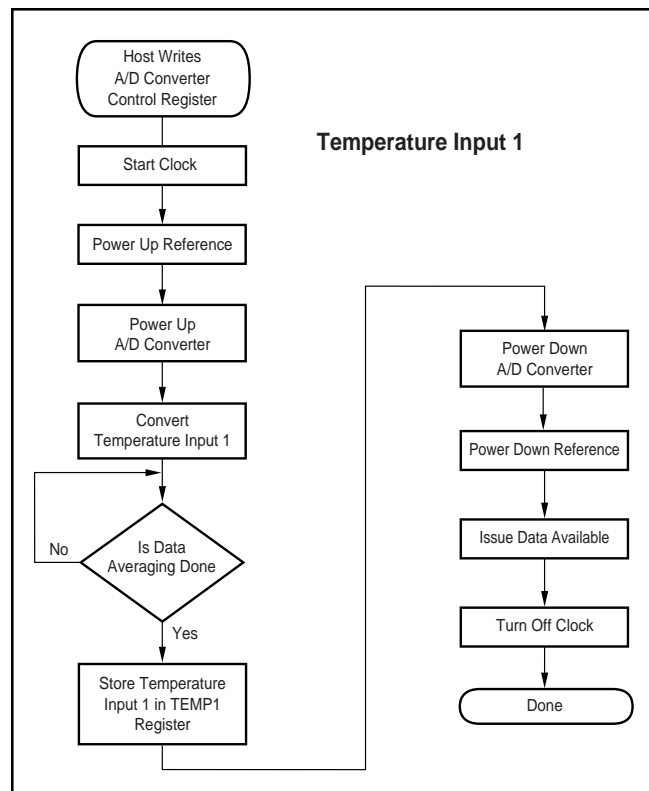 Host Writes
A/D Converter
Control Register
Temperature Input 1
Start Clock
Power Up Reference
Power Up
A/D Converter
Convert
Temperature Input 1
No
Is Data
Averaging Done
Yes
Store Temperature
Input 1 in TEMP1
Register
Power Down
A/D Converter
Power Down Reference
Issue Data Available
Turn Off Clock
Done